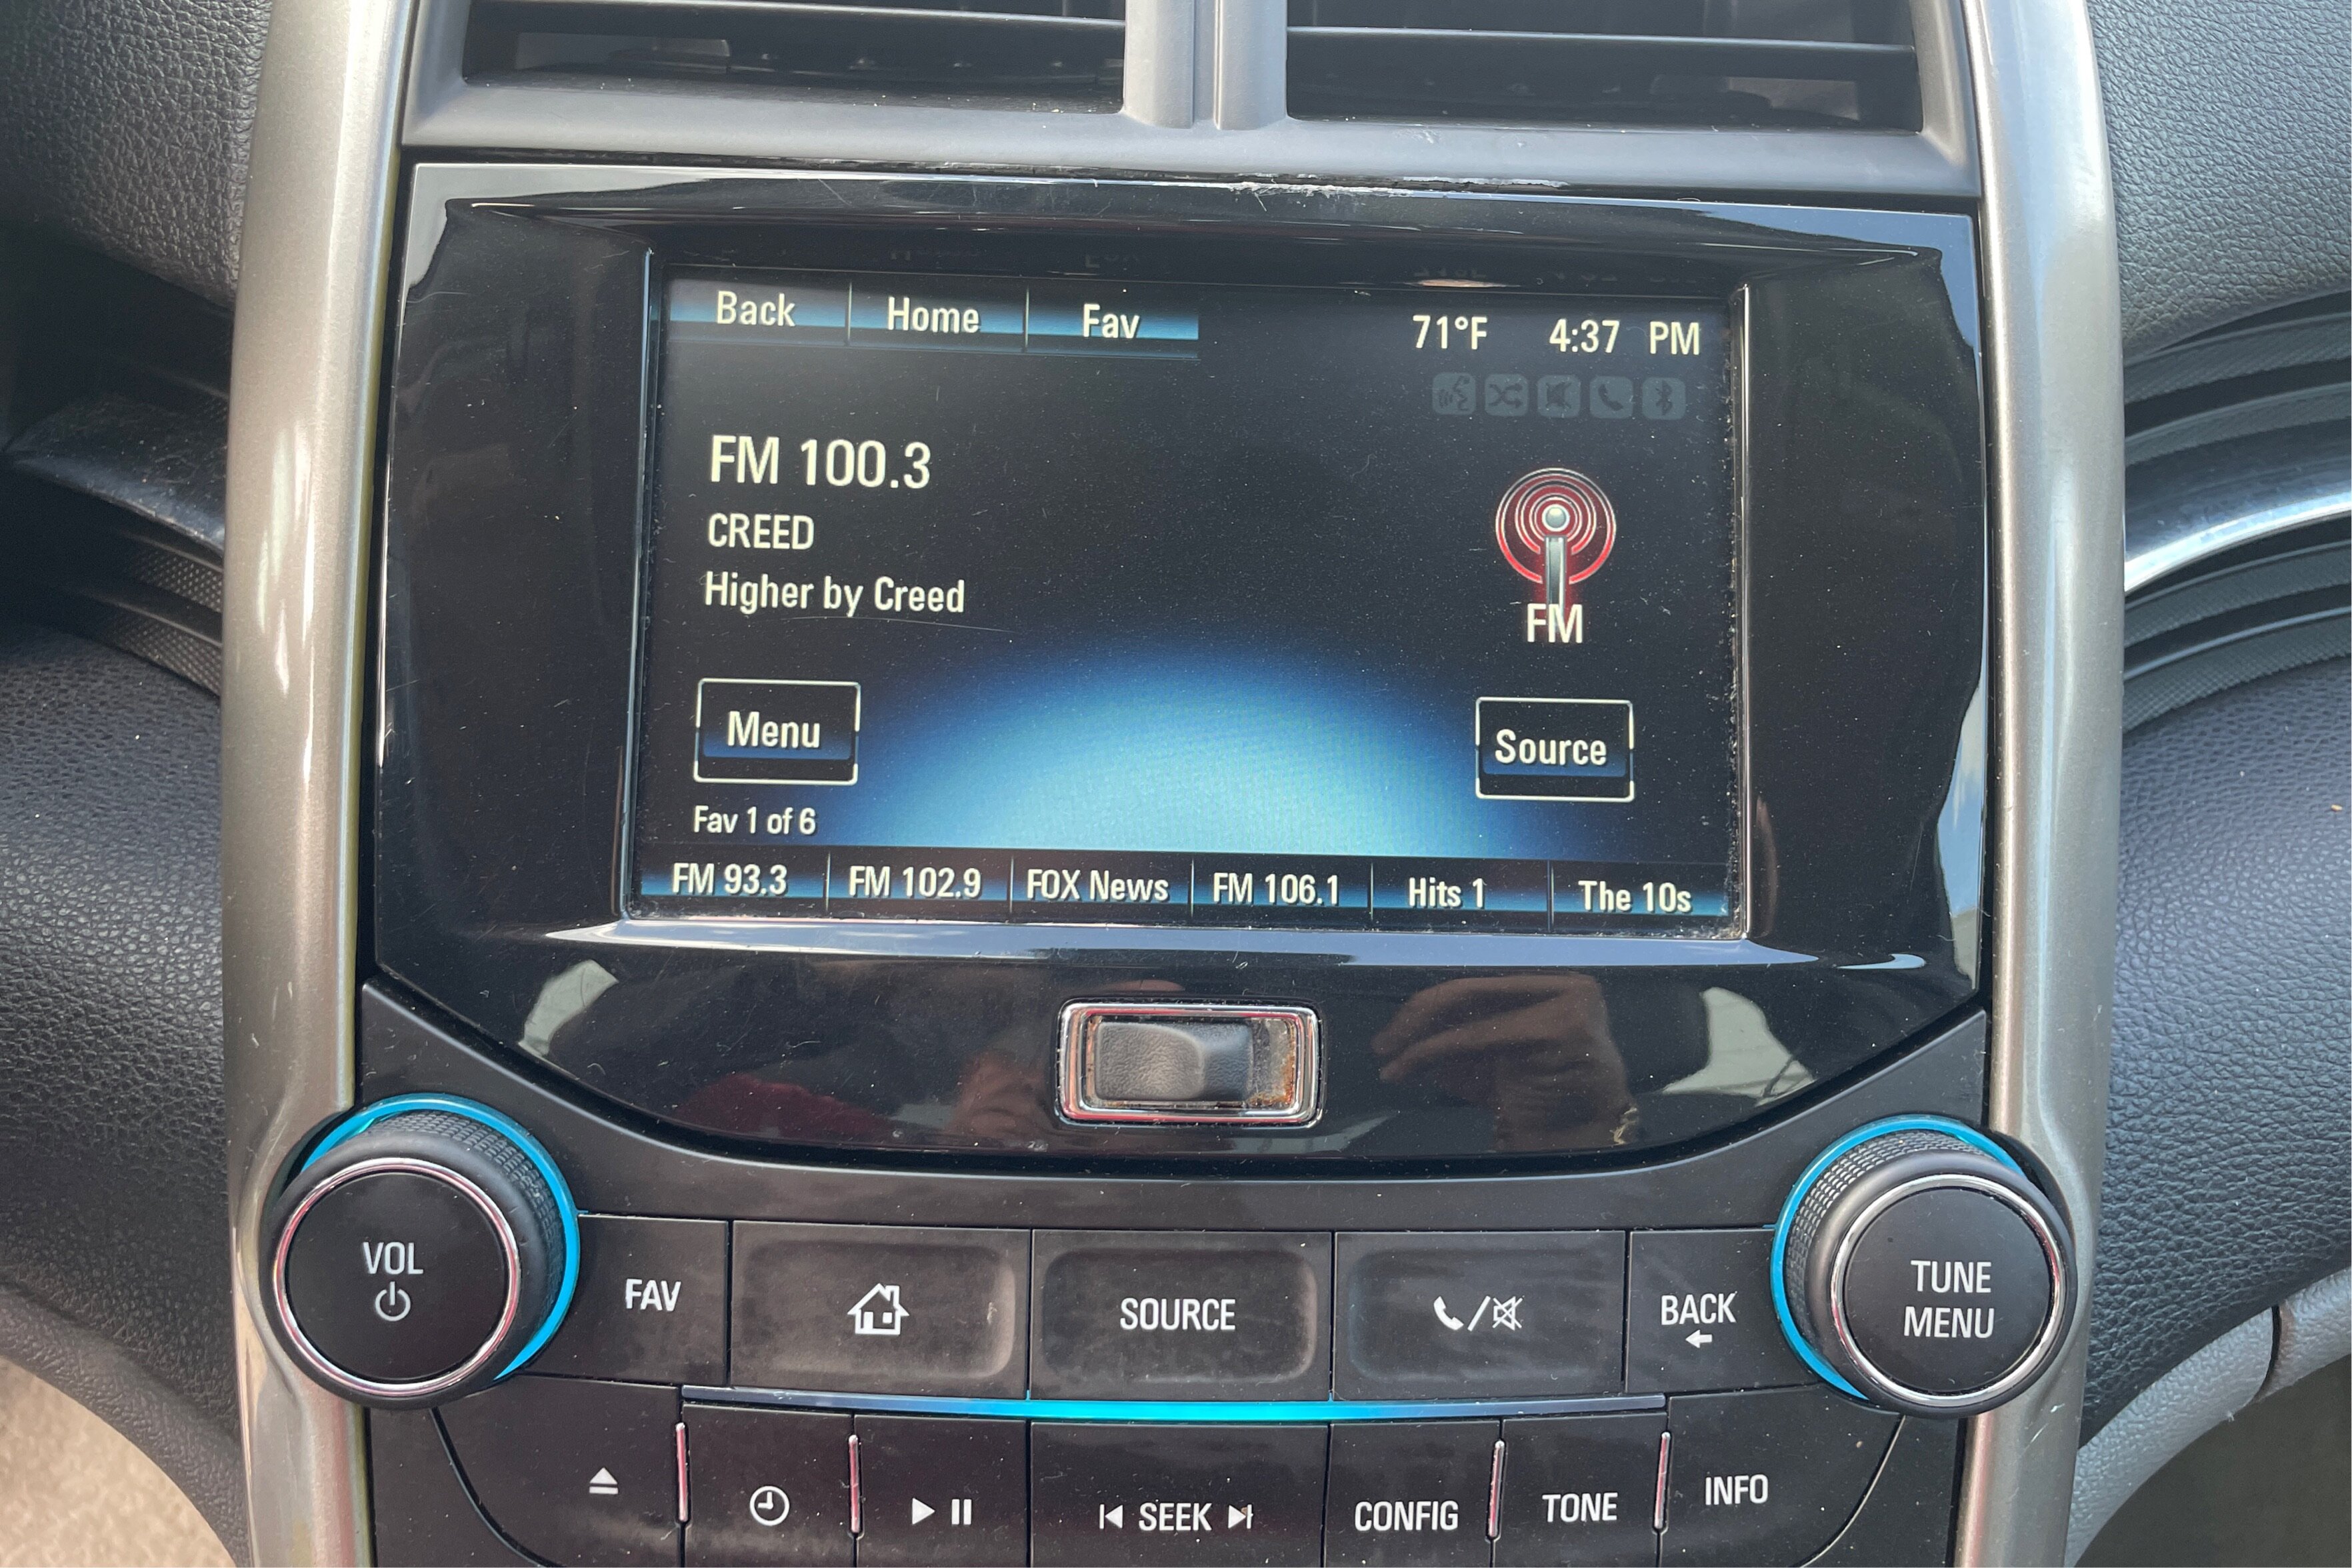 Back Home Fav 71°F 4:37 PM
FM 100.3
CREED
Higher by Creed
FM
Menu
Source
Fav 1 of 6
FM 93.3 FM 102.9 FOX News FM 106.1 Hits 1 The 10s
VOL
FAV
SOURCE
BACK
TUNE
MENU
SEEK
CONFIG
TONE
INFO